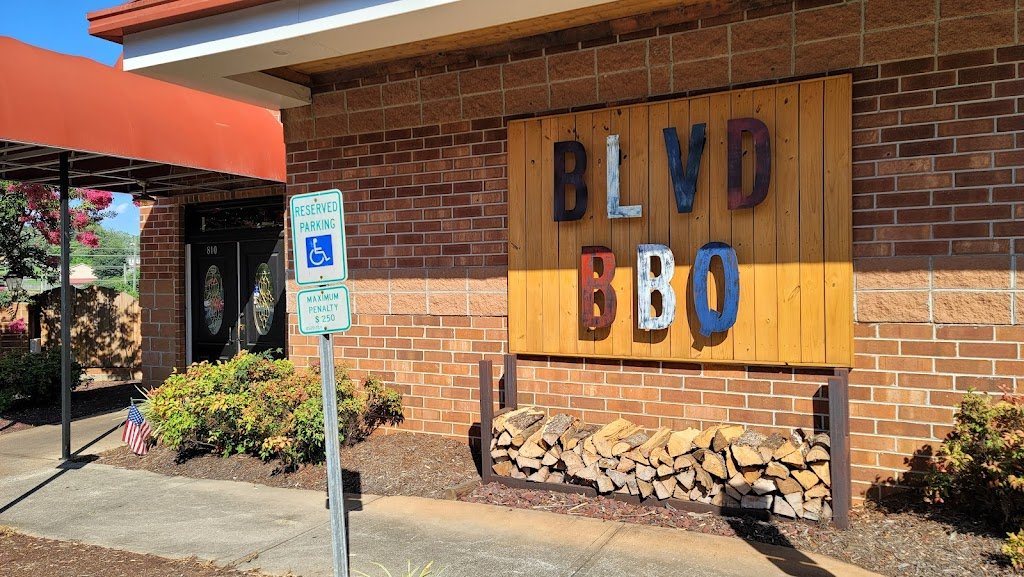 810
RESERVED
PARKING
MAXIMUM
PENALTY
$ 250
BLVD
BBQ